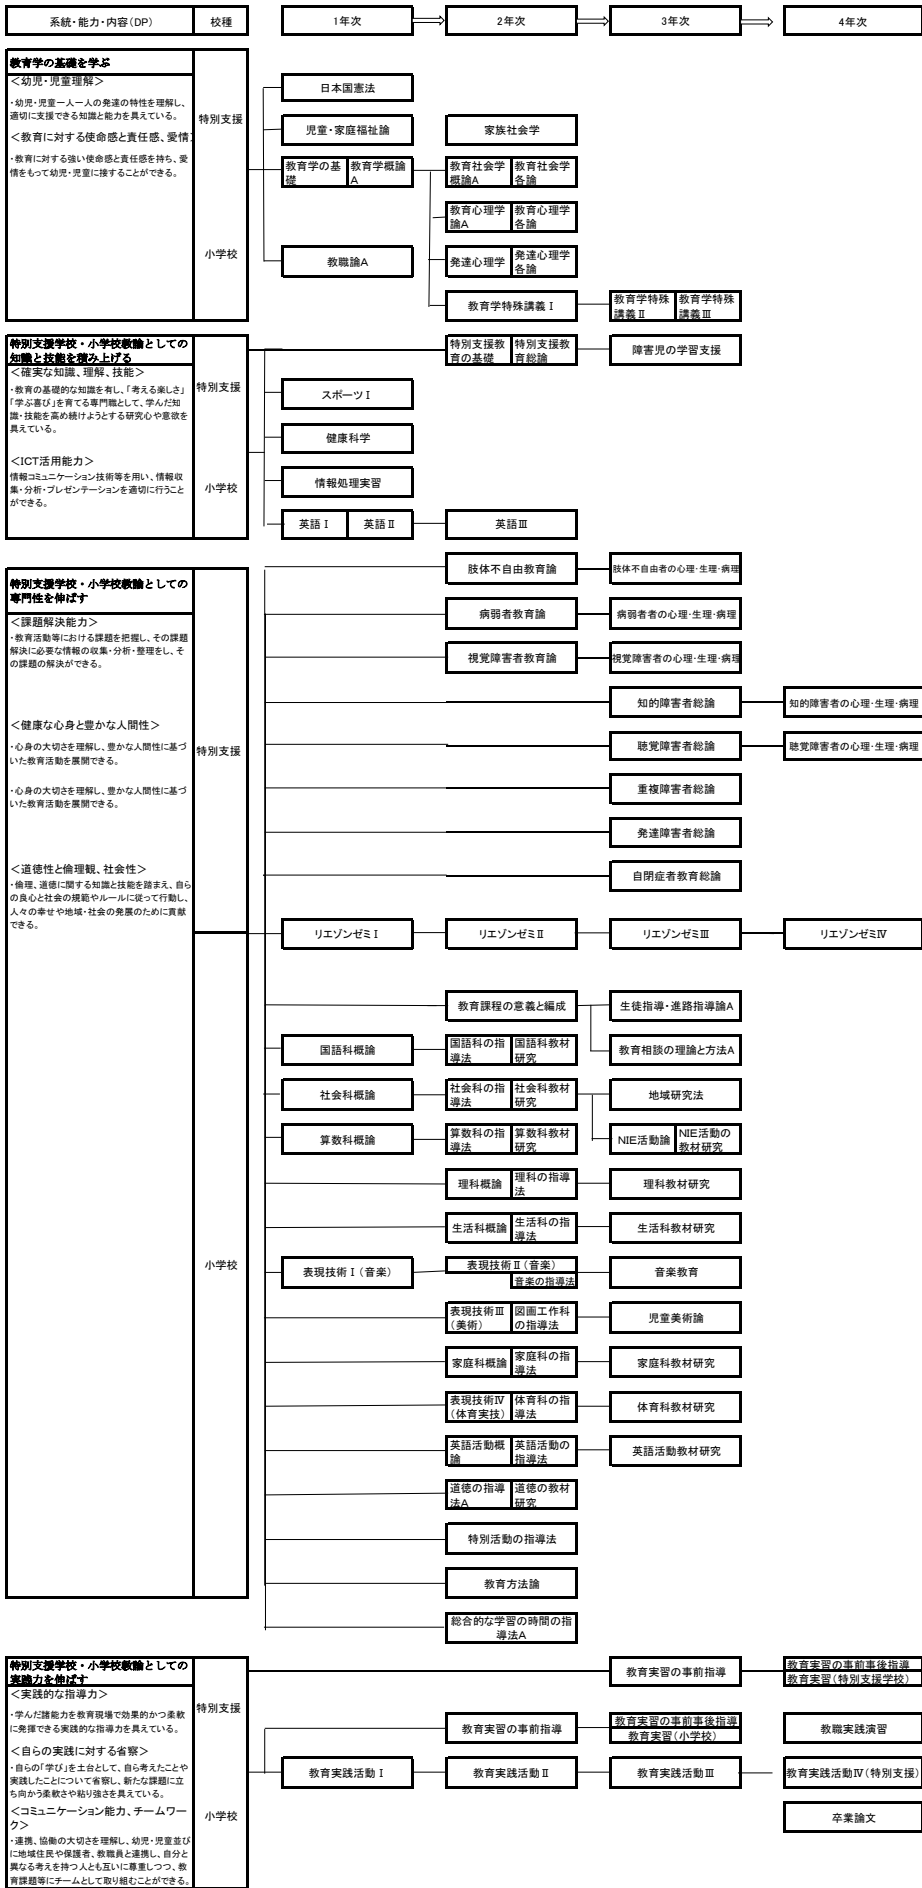 系統・能力・内容(DP)
校種
1年次
2年次
3年次
4年次
教育学の基礎を学ぶ
＜幼児・児童理解＞
・幼児・児童一人一人の発達の特性を理解し、
適切に支援できる知識と能力を具えている。
＜教育に対する使命感と責任感、愛情
・教育に対する強い使命感と責任感を持ち、愛
情をもって幼児・児童に接することができる。
特別支援
小学校
日本国憲法
児童・家庭福祉論
家族社会学
教育学の基
礎
教育学概論
A
教育社会学
概論A
教育社会学
各論
教育心理学
論A
教育心理学
各論
教職論A
発達心理学
発達心理学
各論
教育学特殊講義Ⅰ
教育学特殊
講義Ⅱ
教育学特殊
講義Ⅲ
特別支援学校・小学校教諭としての
知識と技能を積み上げる
＜確実な知識、理解、技能＞
・教育の基礎的な知識を有し、「考える楽しさ」
「学ぶ喜び」を育てる専門職として、学んだ知
識・技能を高め続けようとする研究心や意欲を
具えている。
＜ICT活用能力＞
情報コミュニケーション技術等を用い、情報収
集・分析・プレゼンテーションを適切に行うこと
ができる。
特別支援
小学校
特別支援教
育の基礎
特別支援教
育総論
障害児の学習支援
スポーツⅠ
健康科学
情報処理実習
英語Ⅰ
英語Ⅱ
英語Ⅲ
特別支援学校・小学校教諭としての
専門性を伸ばす
＜課題解決能力＞
・教育活動等における課題を把握し、その課題
解決に必要な情報の収集・分析・整理をし、そ
の課題の解決ができる。
＜健康な心身と豊かな人間性＞
・心身の大切さを理解し、豊かな人間性に基づ
いた教育活動を展開できる。
・心身の大切さを理解し、豊かな人間性に基づ
いた教育活動を展開できる。
＜道徳性と倫理観、社会性＞
・倫理、道徳に関する知識と技能を踏まえ、自ら
の良心と社会の規範やルールに従って行動し、
人々の幸せや地域・社会の発展のために貢献
できる。
特別支援
小学校
肢体不自由教育論
肢体不自由者の心理・生理・病理
病弱者教育論
病弱者者の心理・生理・病理
視覚障害者教育論
視覚障害者の心理・生理・病理
知的障害者総論
知的障害者の心理・生理・病理
聴覚障害者総論
聴覚障害者の心理・生理・病理
重複障害者総論
発達障害者総論
自閉症者教育総論
リエゾンゼミⅠ
リエゾンゼミⅡ
リエゾンゼミⅢ
リエゾンゼミⅣ
教育課程の意義と編成
生徒指導・進路指導論A
教育相談の理論と方法A
国語科概論
国語科の指
導法
国語科教材
研究
社会科概論
社会科の指
導法
社会科教材
研究
地域研究法
算数科概論
算数科の指
導法
算数科教材
研究
NIE活動論
NIE活動の
教材研究
理科概論
理科の指導
法
理科教材研究
生活科概論
生活科の指
導法
生活科教材研究
表現技術Ⅰ(音楽)
表現技術Ⅱ(音楽)
音楽の指導法
音楽教育
表現技術Ⅲ
(美術)
図画工作科
の指導法
児童美術論
家庭科概論
家庭科の指
導法
家庭科教材研究
表現技術Ⅳ
(体育実技)
体育科の指
導法
体育科教材研究
英語活動概
論
英語活動の
指導法
英語活動教材研究
道徳の指導
法A
道徳の教材
研究
特別活動の指導法
教育方法論
総合的な学習の時間の指
導法A
特別支援学校・小学校教諭としての
実践力を伸ばす
＜実践的な指導力＞
・学んだ諸能力を教育現場で効果的かつ柔軟
に発揮できる実践的な指導力を具えている。
＜自らの実践に対する省察＞
・自らの「学び」を土台として、自ら考えたことや
実践したことについて省察し、新たな課題に立
ち向かう柔軟さや粘り強さを具えている。
＜コミュニケーション能力、チームワー
ク＞
・連携、協働の大切さを理解し、幼児・児童並び
に地域住民や保護者、教職員と連携し、自分と
異なる考えを持つ人とも互いに尊重しつつ、教
育課題等にチームとして取り組むことができる。
特別支援
小学校
教育実習の事前指導
教育実習の事前事後指導
教育実習(特別支援学校)
教育実習の事前指導
教育実習の事前事後指導
教育実習(小学校)
教職実践演習
教育実践活動Ⅰ
教育実践活動Ⅱ
教育実践活動Ⅲ
教育実践活動Ⅳ(特別支援)
卒業論文